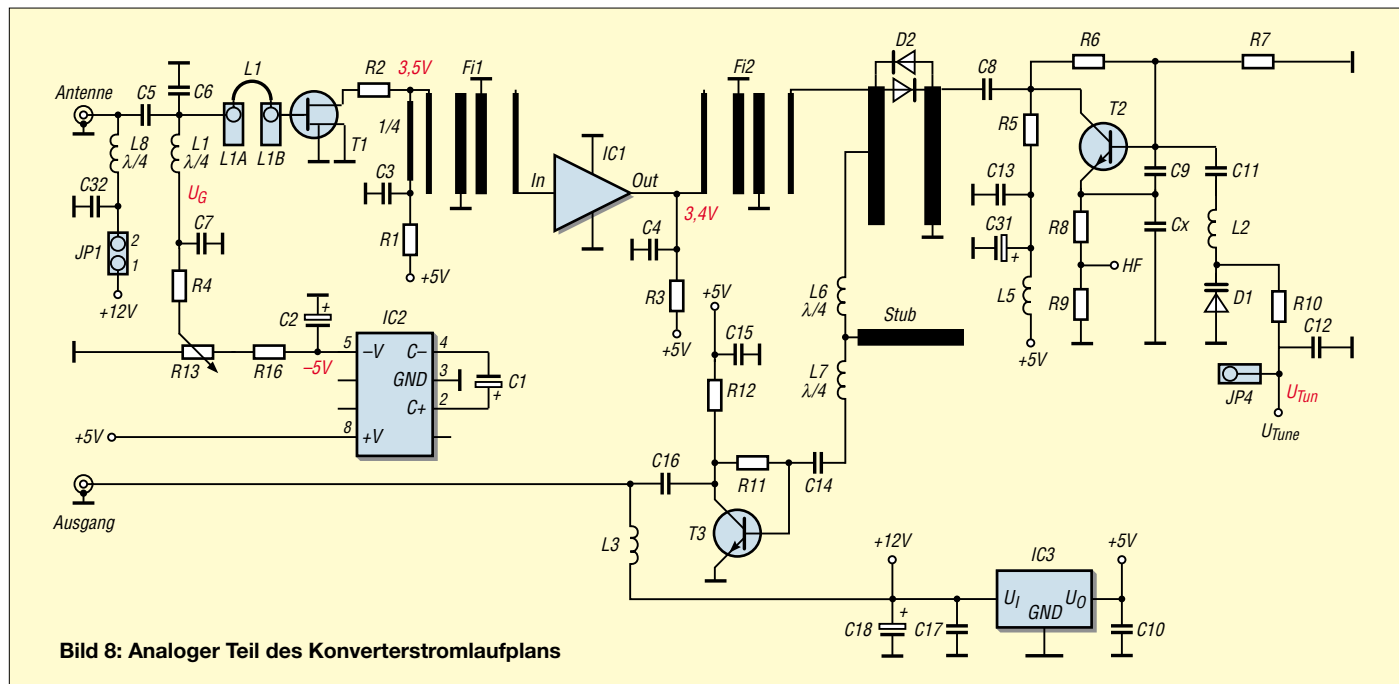 Antenne
C5
C6
L1
L1A
L1B
T1
R2
3,5V
Fi1
1/4
L8
λ/4
L1
λ/4
U_G
C32
JP1
2
1
+12V
C7
R4
C3
R1
+5V
In
IC1
Out
3,4V
C4
R3
+5V
Fi2
D2
C8
R6
R7
R5
T2
C13
C31
+
L5
+5V
C9
Cx
C11
L2
R8
HF
R9
D1
R10
C12
JP4
U_Tun
U_Tune
R13
R16
C2
+
–5V
IC2
5
–V
C–
4
GND
3
C+
2
8
+V
C1
+
+5V
+5V
C15
R12
L6
λ/4
Stub
L7
λ/4
Ausgang
C16
R11
C14
T3
L3
+12V
IC3
+5V
U_I
U_O
GND
C18
+
C17
C10
Bild 8: Analoger Teil des Konverterstromlaufplans